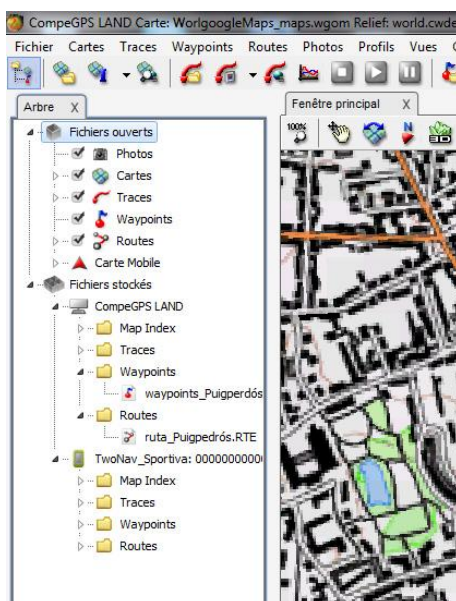 CompeGPS LAND Carte: WorlgoogleMaps_maps.wgom Relief: world.cwde
Fichier Cartes Traces Waypoints Routes Photos Profils Vues
Arbre X
Fenêtre principal X
100%
N
Fichiers ouverts
Photos
Cartes
Traces
Waypoints
Routes
Carte Mobile
Fichiers stockés
CompeGPS LAND
Map Index
Traces
Waypoints
waypoints_Puigperdós
Routes
ruta_Puigpedrós.RTE
TwoNav_Sportiva: 00000000000
Map Index
Traces
Waypoints
Routes